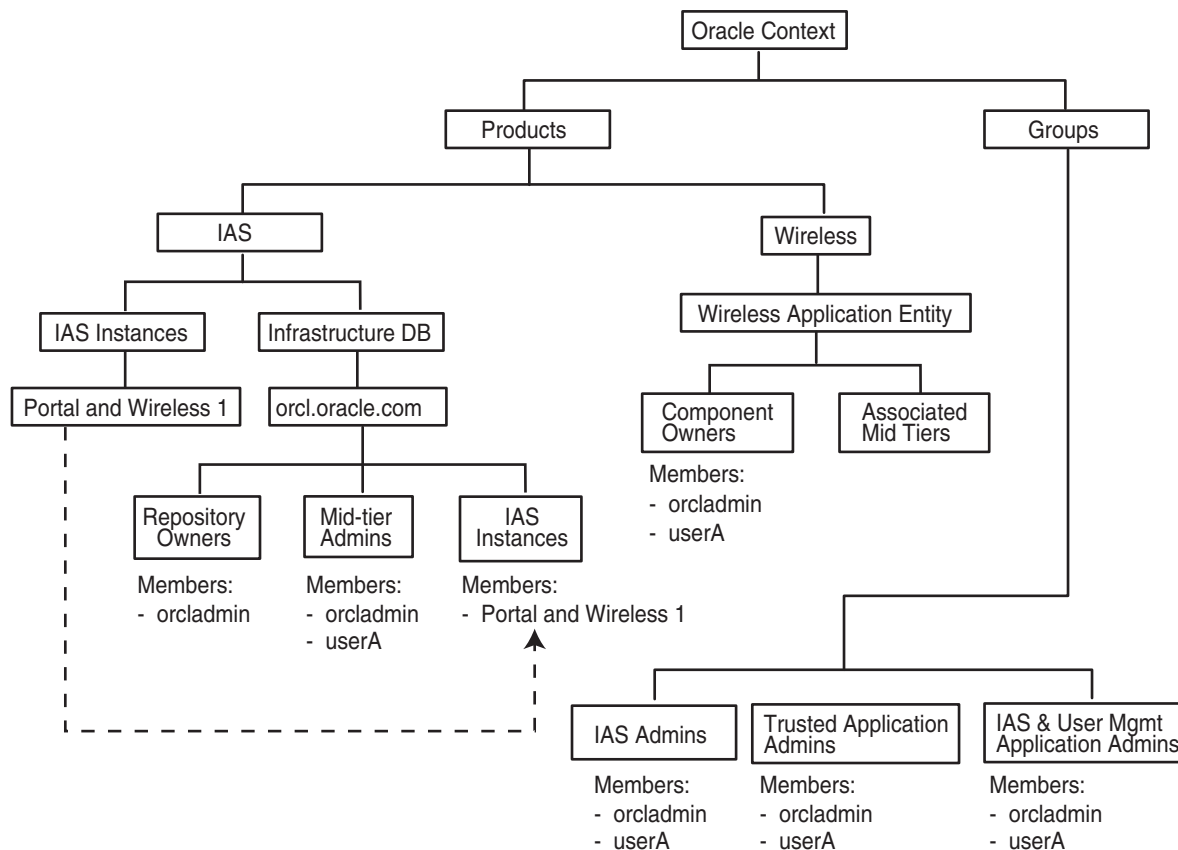 Oracle Context
Products
Groups
IAS
Wireless
IAS Instances
Infrastructure DB
Wireless Application Entity
Portal and Wireless 1
orcl.oracle.com
Component
Owners
Associated
Mid Tiers
Members:
- orcladmin
- userA
Repository
Owners
Mid-tier
Admins
IAS
Instances
Members:
- orcladmin
Members:
- orcladmin
- userA
Members:
- Portal and Wireless 1
IAS Admins
Trusted Application
Admins
IAS & User Mgmt
Application Admins
Members:
- orcladmin
- userA
Members:
- orcladmin
- userA
Members:
- orcladmin
- userA